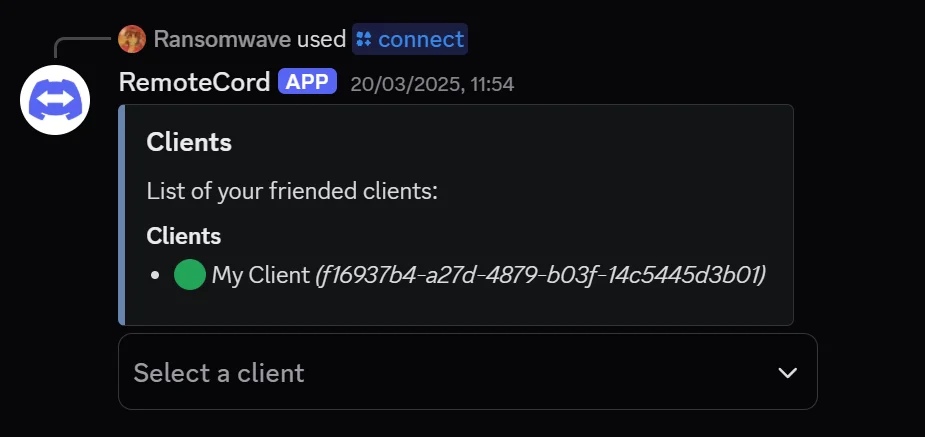 Ransomwave used connect
RemoteCord APP 20/03/2025, 11:54
Clients
List of your friended clients:
Clients
• My Client (f16937b4-a27d-4879-b03f-14c5445d3b01)
Select a client